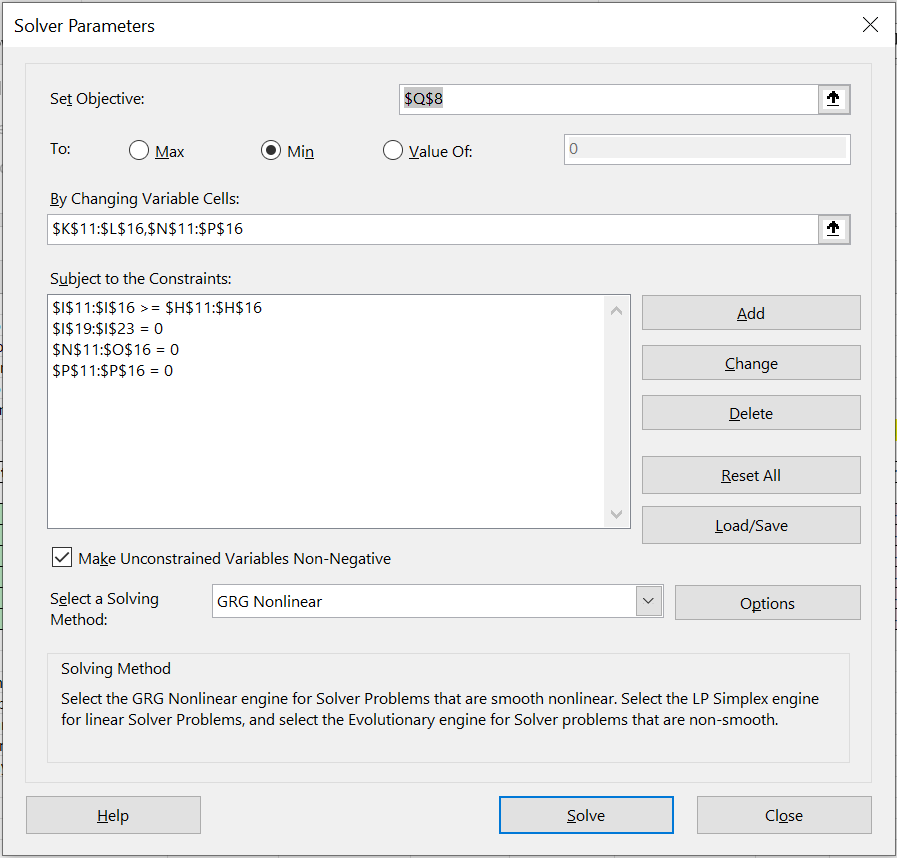 Solver Parameters
Set Objective:
$Q$8
To:
Max
Min
Value Of:
0
By Changing Variable Cells:
$K$11:$L$16,$N$11:$P$16
Subject to the Constraints:
$I$11:$I$16 >= $H$11:$H$16
$I$19:$I$23 = 0
$N$11:$O$16 = 0
$P$11:$P$16 = 0
Add
Change
Delete
Reset All
Load/Save
Make Unconstrained Variables Non-Negative
Select a Solving
Method:
GRG Nonlinear
Options
Solving Method
Select the GRG Nonlinear engine for Solver Problems that are smooth nonlinear. Select the LP Simplex engine
for linear Solver Problems, and select the Evolutionary engine for Solver problems that are non-smooth.
Help
Solve
Close